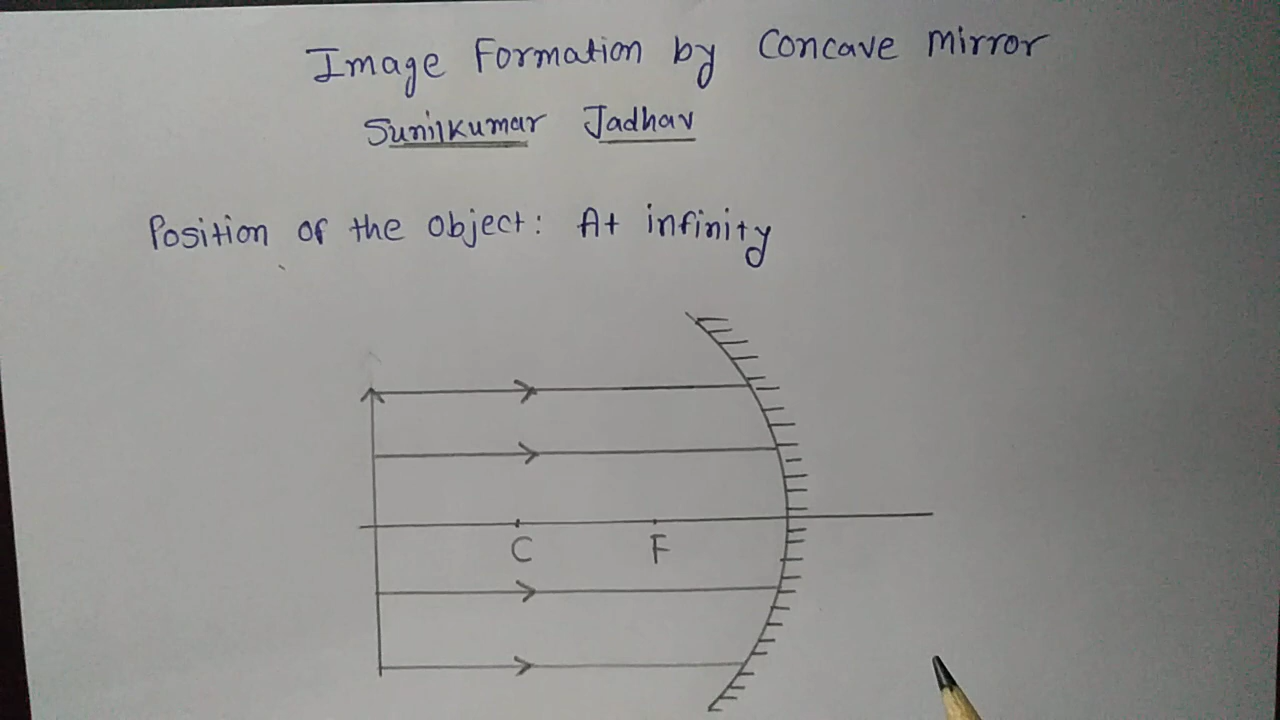 Image Formation by Concave Mirror
Sunilkumar Jadhav
Position of the object: At infinity
C F